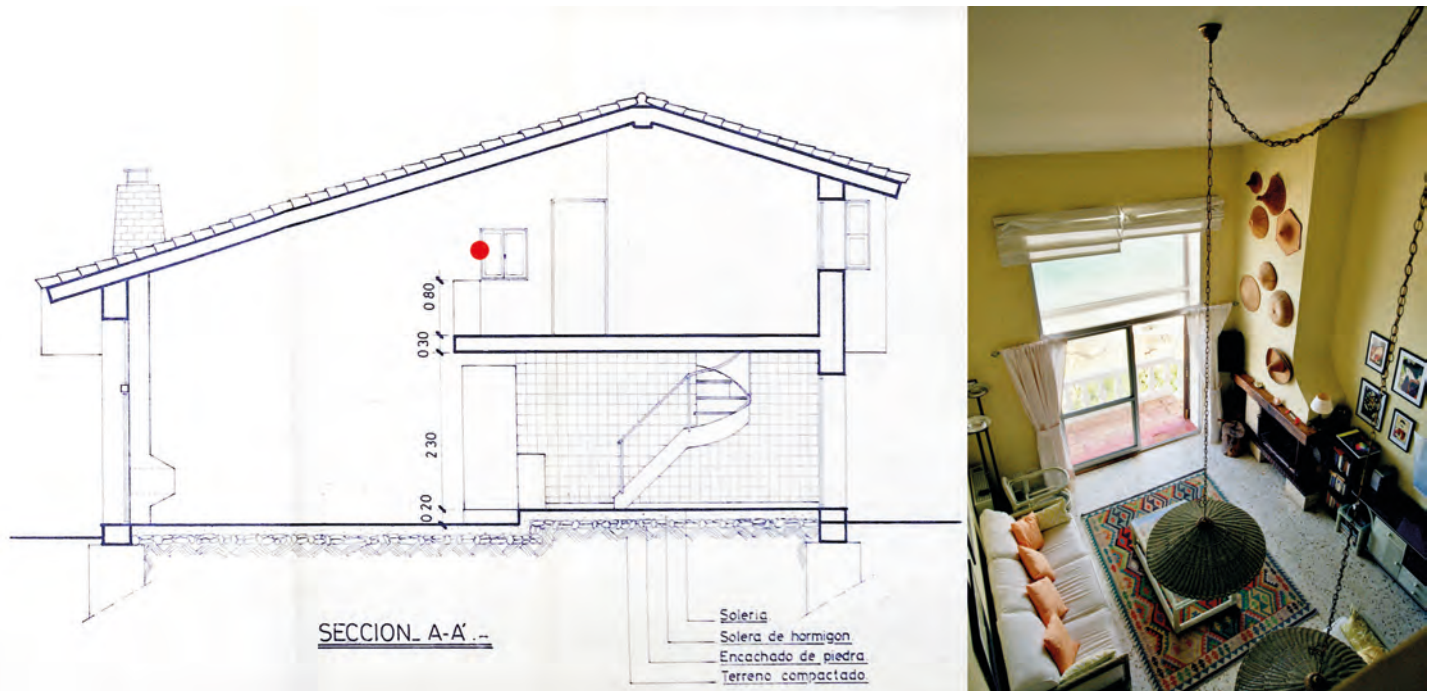 0 80
0 30
2 30
0 20
SECCION_ A-A´.--
Soleria
Solera de hormigon
Encachado de piedra
Terreno compactado